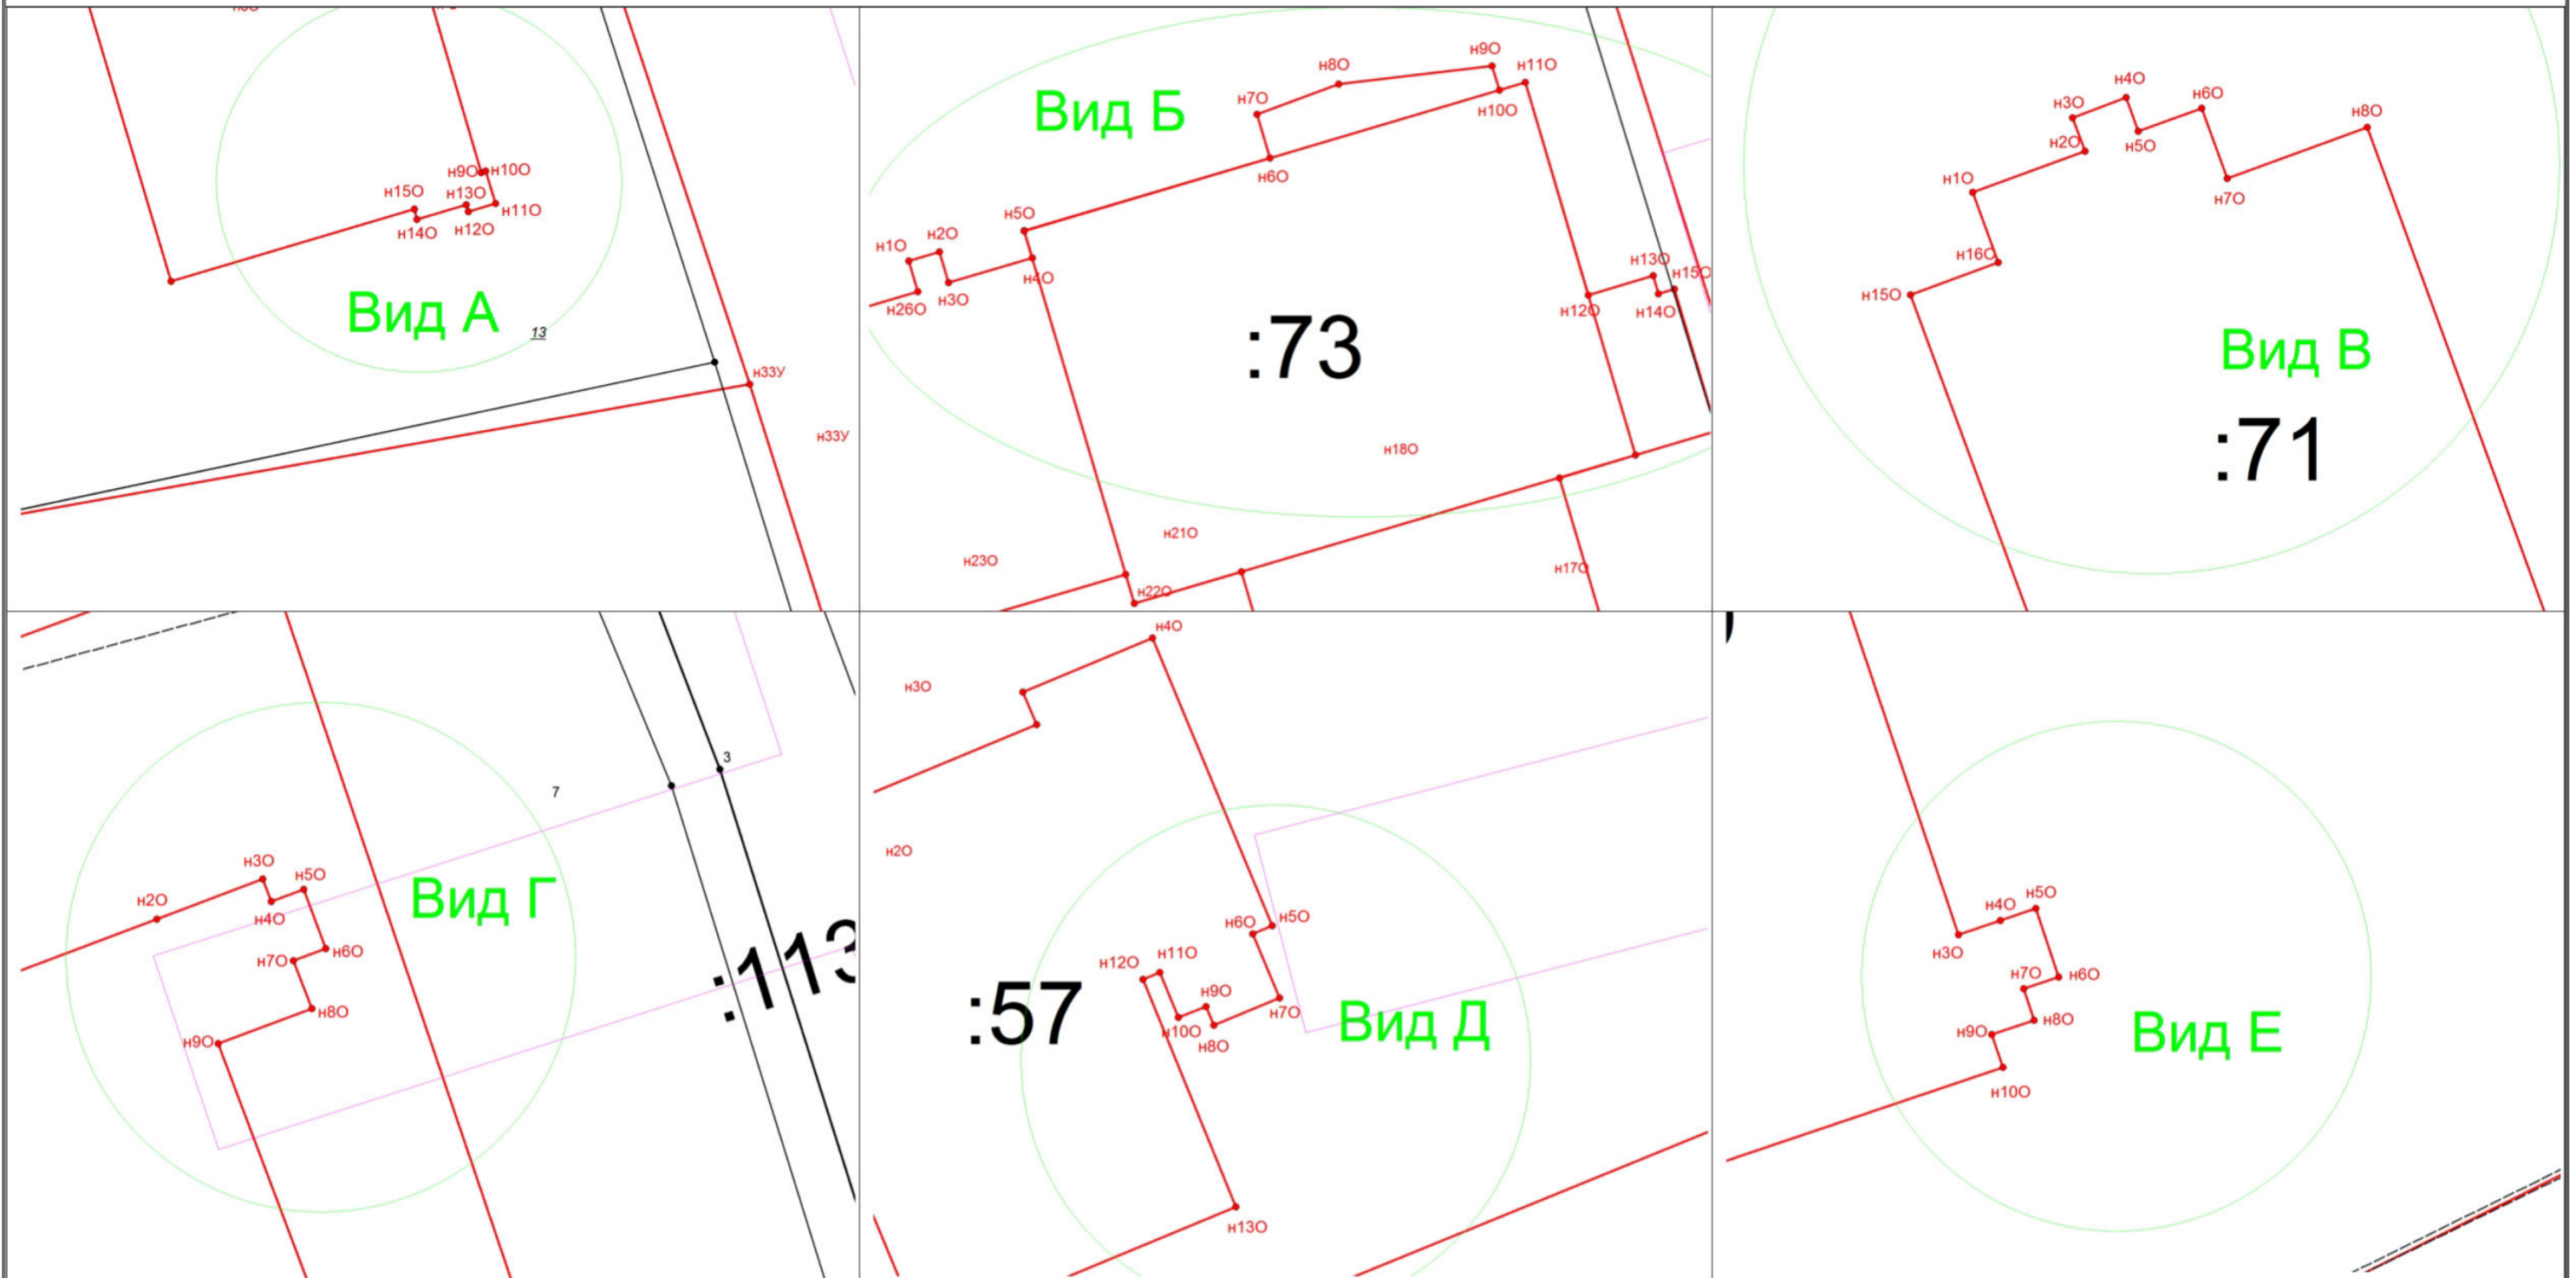 н9О н10О
н15О н13О
н11О
н14О н12О
Вид А
13
н33У
н33У
н9О
н8О н11О
Вид Б
н7О н10О
н6О
н5О
н1О н2О
н4О
н26О н3О
н13О н15О
н12О н14О
:73
н18О
н21О
н23О
н22О
н17О
н4О
н3О н6О
н8О
н2О н5О
н1О
н7О
н16О
н15О
Вид В
:71
3
7
н3О
н5О
н2О
н4О
Вид Г
н7О н6О
н8О
н9О
:113
н4О
н3О
н2О
н6О н5О
н12О н11О
н9О
:57
н10О н7О
н8О
Вид Д
н13О
н4О н5О
н3О
н7О н6О
н9О н8О
Вид Е
н10О